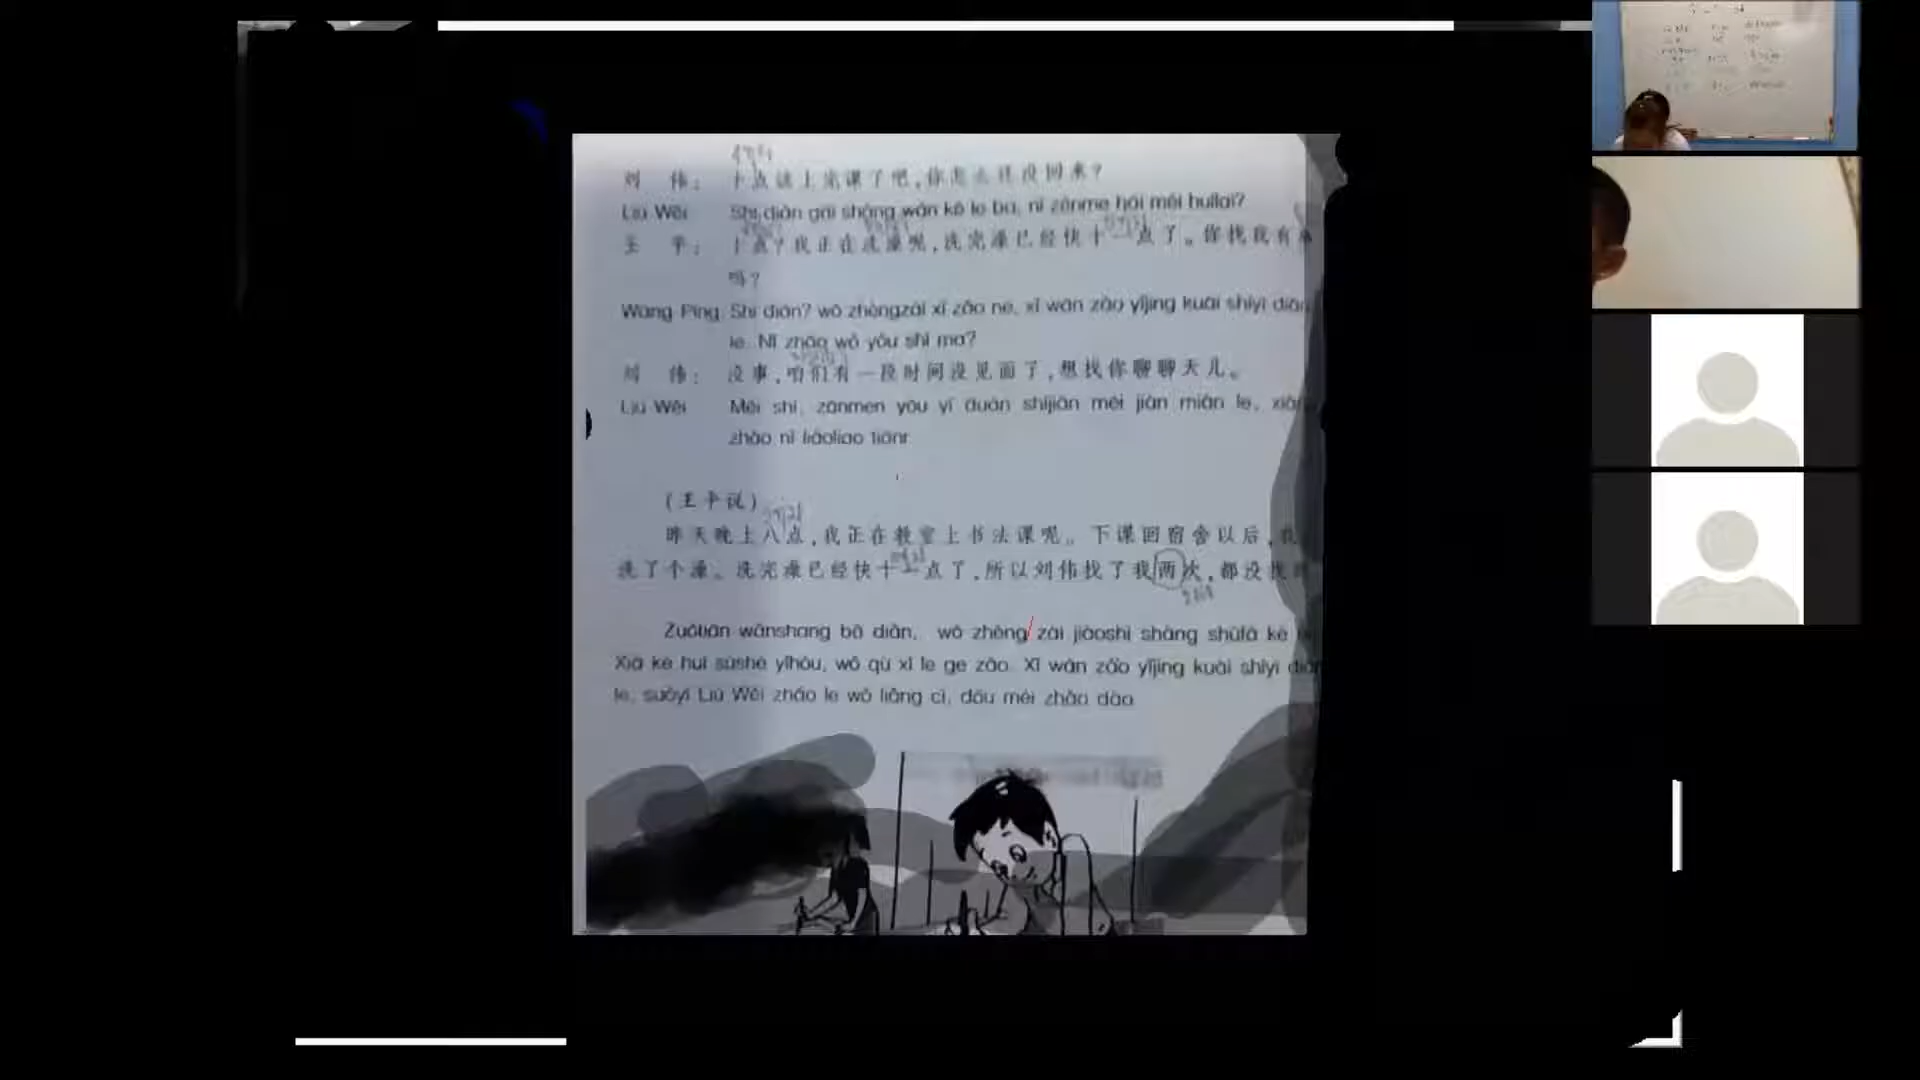 刘 伟：十点该上完课了吧，你怎么还没回来？
Liú Wěi Shí diǎn gāi shàng wán kè le ba, nǐ zěnme hái méi huílai?
王 平：十点？我正在洗澡呢，洗完澡已经快十一点了。你找我有
吗？
Wáng Píng Shí diǎn? wǒ zhèngzài xǐ zǎo ne, xǐ wán zǎo yǐjing kuài shíyī diǎn
le. Nǐ zhǎo wǒ yǒu shì ma?
刘 伟：没事，咱们有一段时间没见面了，想找你聊聊天儿。
Liú Wěi Méi shì, zánmen yǒu yí duàn shíjiān méi jiàn miàn le, xiǎng
zhǎo nǐ liáoliao tiānr
（王平说）
昨天晚上八点，我正在教室上书法课呢。下课回宿舍以后，我
洗了个澡。洗完澡已经快十一点了，所以刘伟找了我两次，都没找
Zuótiān wǎnshang bā diǎn, wǒ zhèng zài jiàoshì shàng shūfǎ kè
Xià kè huí sùshè yǐhòu, wǒ qù xǐ le ge zǎo. Xǐ wán zǎo yǐjing kuài shíyī diǎn
le, suǒyǐ Liú Wěi zhǎo le wǒ liǎng cì, dōu méi zhǎo dào